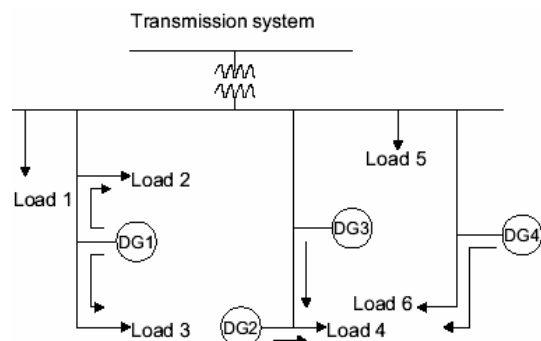 Transmission system
Load 5
Load 1
Load 2
DG1
DG3
DG4
Load 6
Load 3
DG2
Load 4